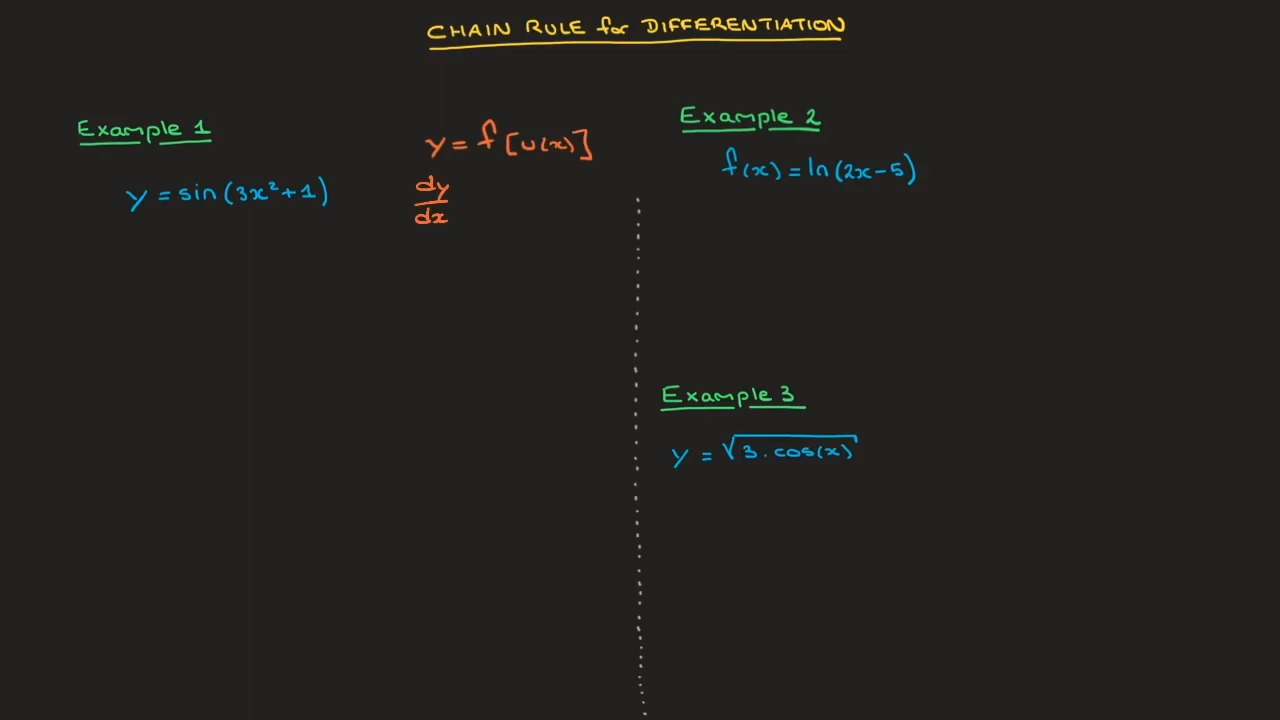 CHAIN RULE for DIFFERENTIATION
Example 1
y = sin(3x²+1)
y = f[u(x)]
dy
dx
Example 2
f(x) = ln(2x-5)
Example 3
y = √3.cos(x)